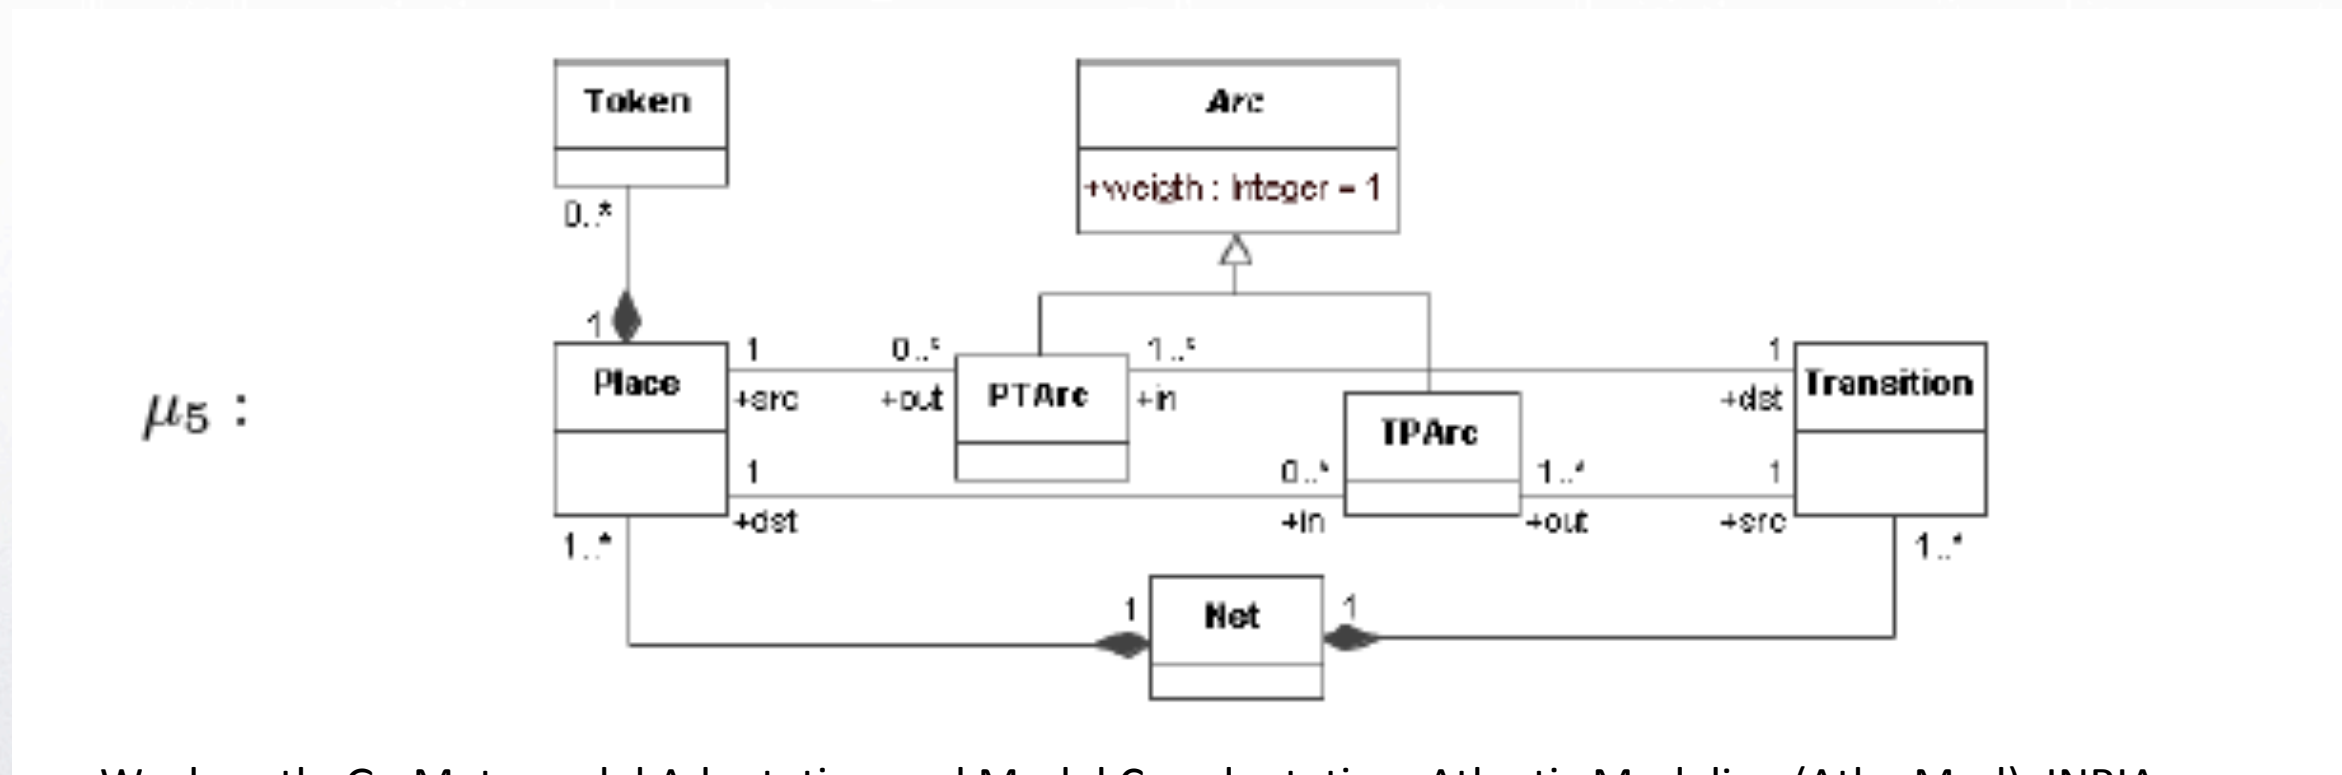 Token
Arc
+weigth : Integer = 1
0..*
1
1
0..*
1..*
1
Place
PTArc
Transition
+src
+out
+in
+dst
μ5 :
TPArc
1
0..*
1..*
1
+dst
+in
+out
+src
1..*
1..*
1
Net
1